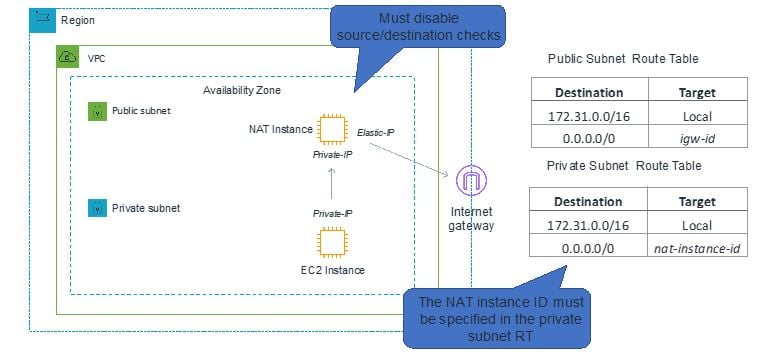 Region
Must disable
source/destination checks
VPC
Availability Zone
Public subnet
NAT Instance
Elastic-IP
Private-IP
Private subnet
Private-IP
EC2 Instance
Internet
gateway
Public Subnet Route Table
Destination Target
172.31.0.0/16 Local
0.0.0.0/0 igw-id
Private Subnet Route Table
Destination Target
172.31.0.0/16 Local
0.0.0.0/0 nat-instance-id
The NAT instance ID must
be specified in the private
subnet RT